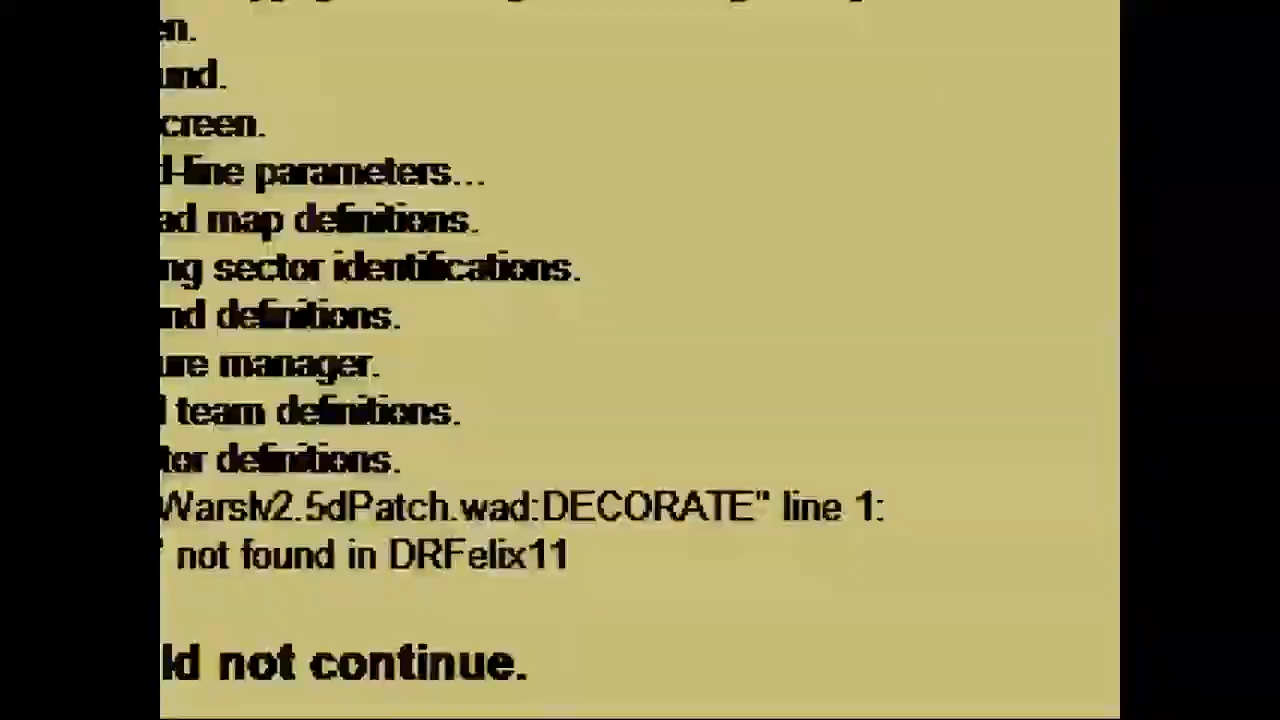 en.
und.
creen.
d-line parameters...
ad map definitions.
ng sector identifications.
nd definitions.
ure manager.
l team definitions.
tor definitions.
Warslv2.5dPatch.wad:DECORATE" line 1:
" not found in DRFelix11
ld not continue.